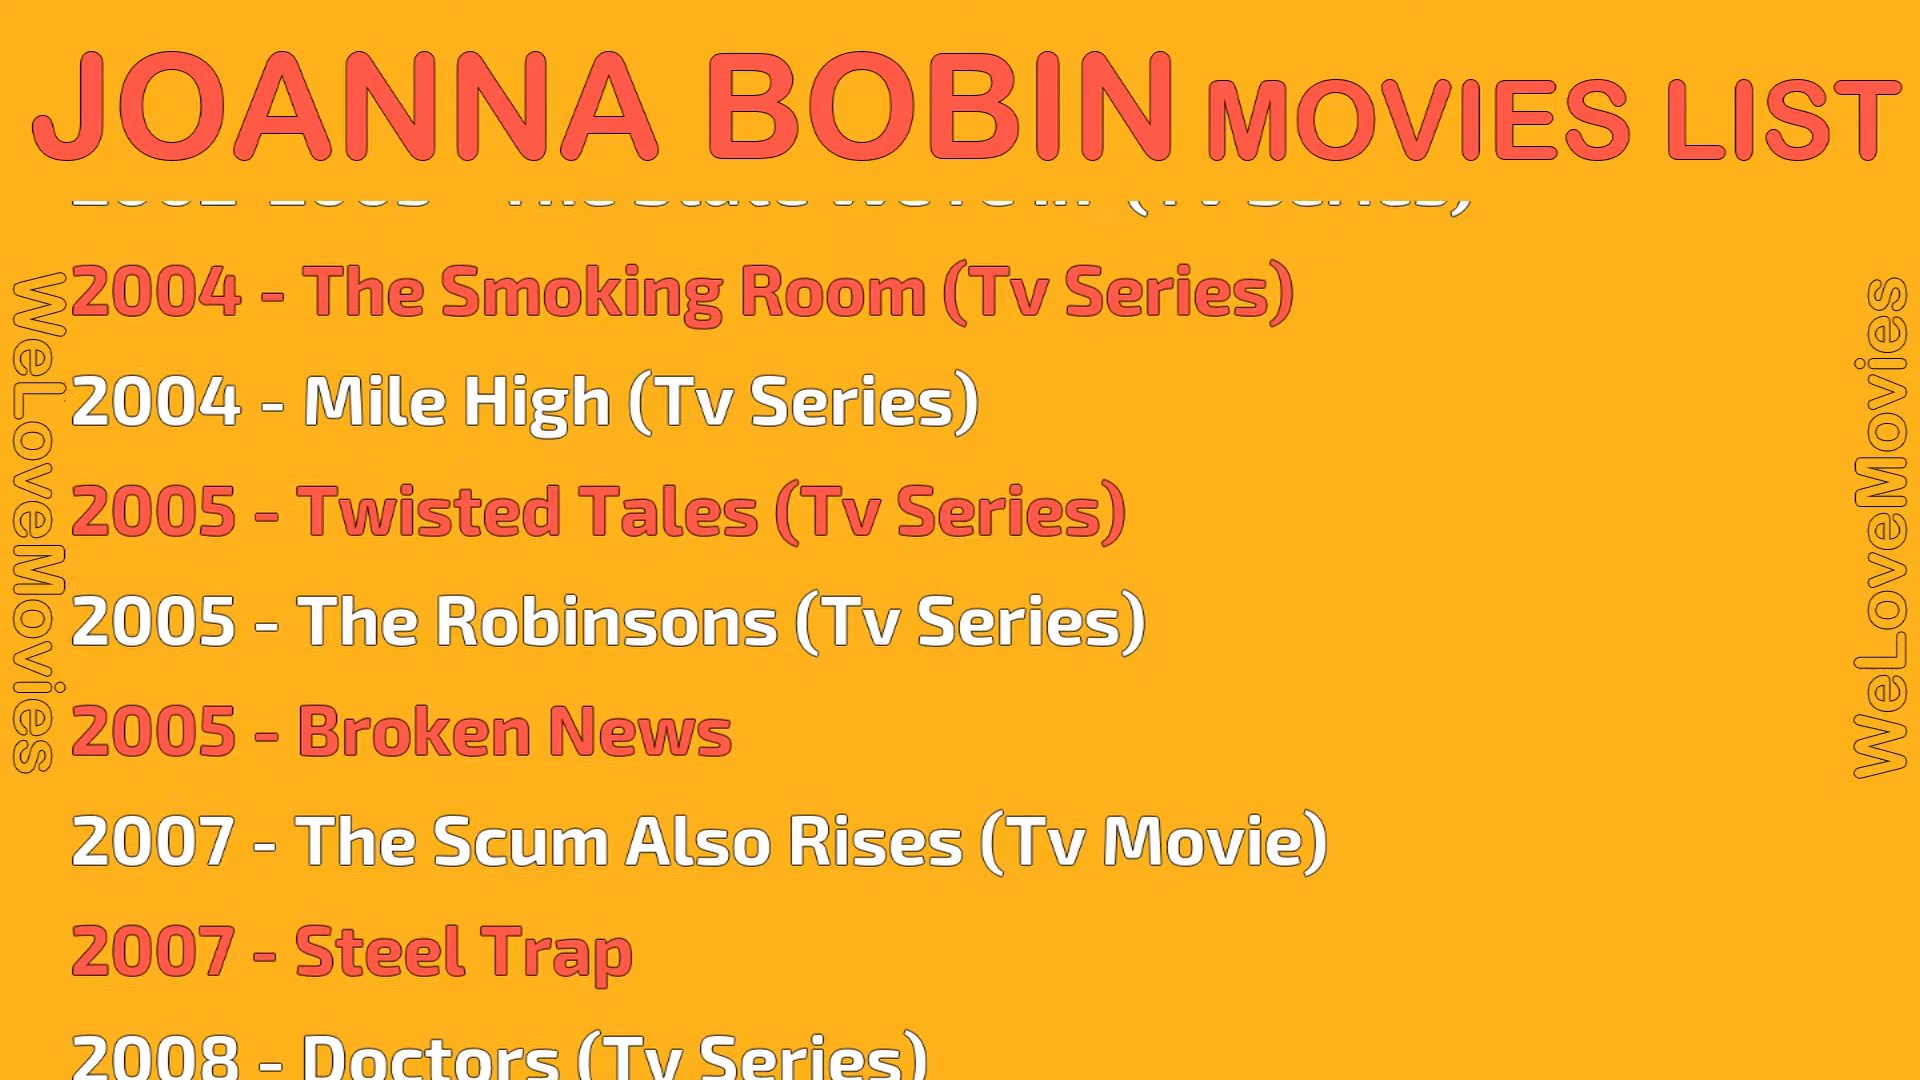 JOANNA BOBIN MOVIES LIST
2004 - The Smoking Room (Tv Series)
2004 - Mile High (Tv Series)
2005 - Twisted Tales (Tv Series)
2005 - The Robinsons (Tv Series)
2005 - Broken News
2007 - The Scum Also Rises (Tv Movie)
2007 - Steel Trap
2008 - Doctors (Tv Series)
WeLoveMovies
WeLoveMovies